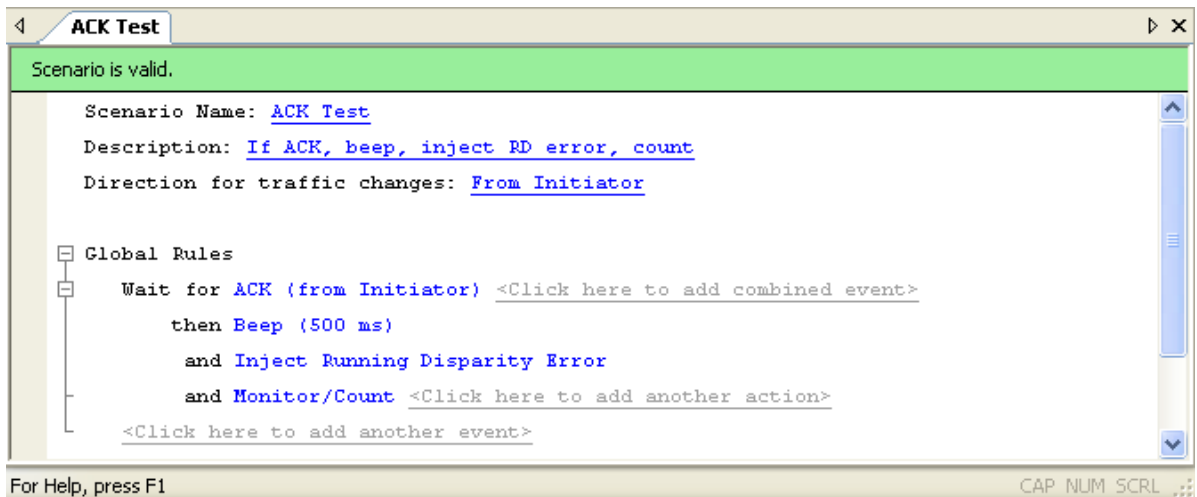 ACK Test
Scenario is valid.
Scenario Name: ACK Test
Description: If ACK, beep, inject RD error, count
Direction for traffic changes: From Initiator
Global Rules
Wait for ACK (from Initiator) <Click here to add combined event>
then Beep (500 ms)
and Inject Running Disparity Error
and Monitor/Count <Click here to add another action>
<Click here to add another event>
For Help, press F1 CAP NUM SCRL